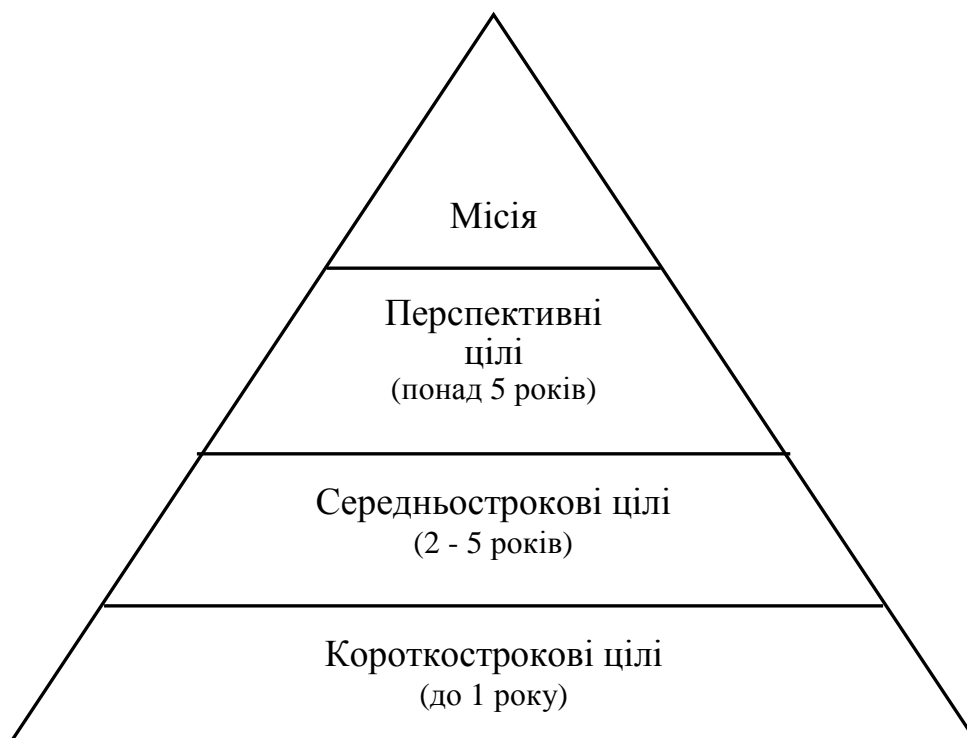 Місія
Перспективні
цілі
(понад 5 років)
Середньострокові цілі
(2 - 5 років)
Короткострокові цілі
(до 1 року)